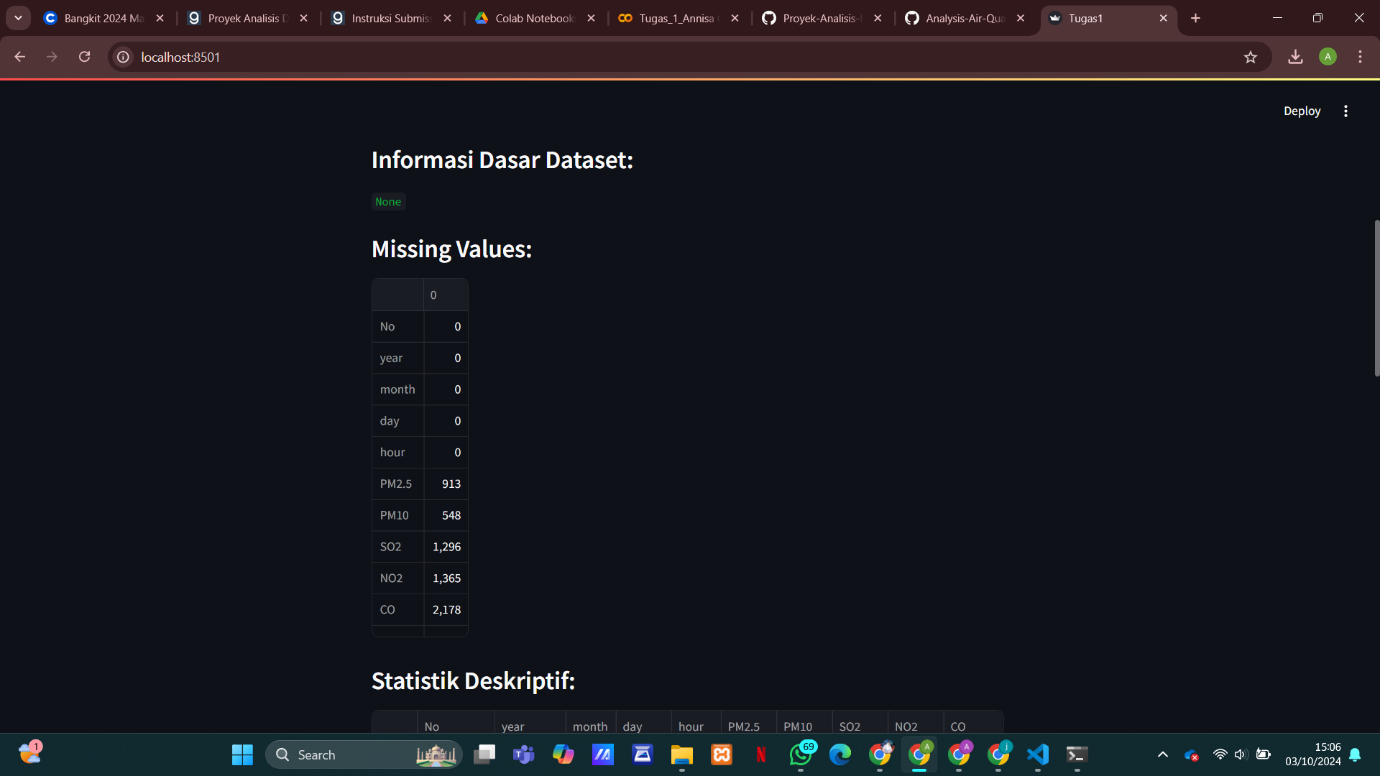 Bangkit 2024 Ma
Proyek Analisis D
Instruksi Submiss
Colab Notebook
Tugas_1_Annisa
Proyek-Analisis-
Analysis-Air-Qua
Tugas1
localhost:8501
A
Deploy
Informasi Dasar Dataset:
None
Missing Values:
0
No 0
year 0
month 0
day 0
hour 0
PM2.5 913
PM10 548
SO2 1,296
NO2 1,365
CO 2,178
Statistik Deskriptif:
No year month day hour PM2.5 PM10 SO2 NO2 CO
1
Search
69
A
A
j
15:06
03/10/2024